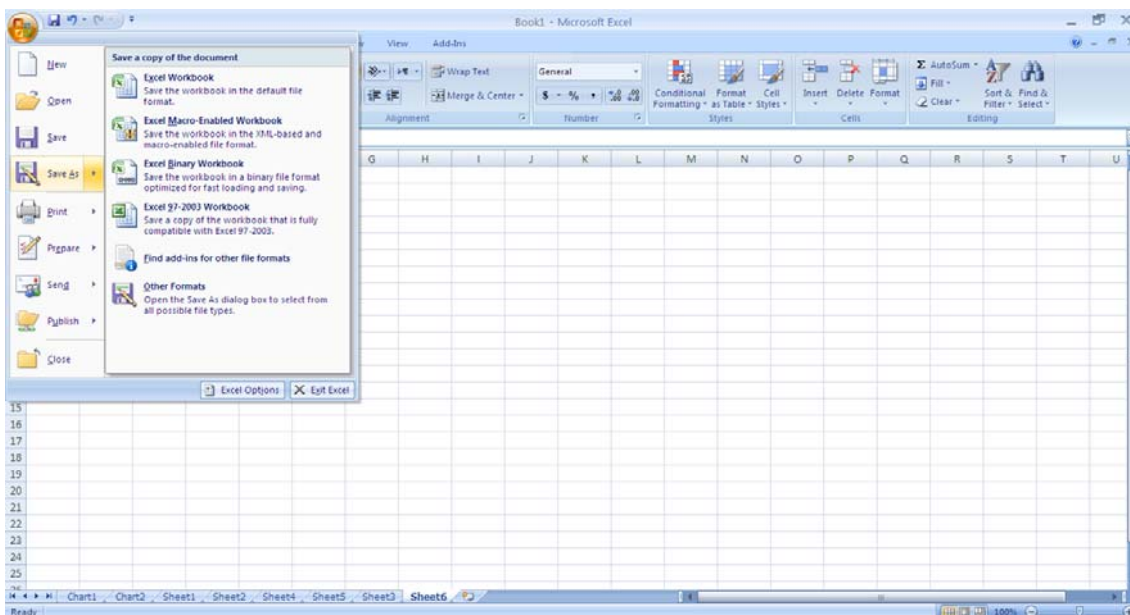 Book1 - Microsoft Excel
View Add-Ins
New
Open
Save
Save As
Print
Prepare
Send
Publish
Close
Save a copy of the document
Excel Workbook
Save the workbook in the default file
format.
Excel Macro-Enabled Workbook
Save the workbook in the XML-based and
macro-enabled file format.
Excel Binary Workbook
Save the workbook in a binary file format
optimized for fast loading and saving.
Excel 97-2003 Workbook
Save a copy of the workbook that is fully
compatible with Excel 97-2003.
Find add-ins for other file formats
Other Formats
Open the Save As dialog box to select from
all possible file types.
Excel Options Exit Excel
Wrap Text
Merge & Center
Alignment
General
$ % ,
Number
Conditional
Formatting
Format
as Table
Cell
Styles
Styles
Insert Delete Format
Cells
Σ AutoSum
Fill
Clear
Sort &
Filter
Find &
Select
Editing
G H I J K L M N O P Q R S T U
15
16
17
18
19
20
21
22
23
24
25
Chart1 Chart2 Sheet1 Sheet2 Sheet4 Sheet5 Sheet3 Sheet6
Ready 100%